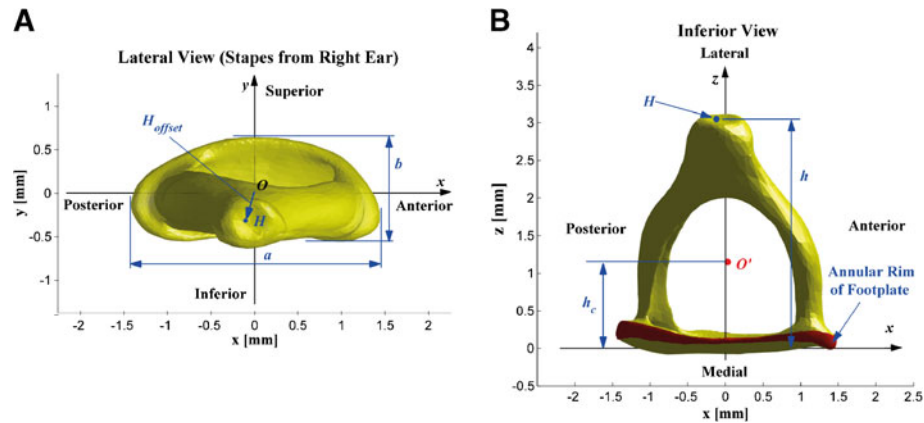 A
Lateral View (Stapes from Right Ear)
y
Superior
1
H_offset
0.5
b
O
x
0
Posterior
Anterior
H
-0.5
a
-1
Inferior
y [mm]
-2 -1.5 -1 -0.5 0 0.5 1 1.5 2
x [mm]
B
Inferior View
Lateral
4
z
3.5
H
3
2.5
h
2
Posterior
Anterior
1.5
O'
Annular Rim
of Footplate
1
h_c
0.5
x
0
Medial
-0.5
z [mm]
-2 -1.5 -1 -0.5 0 0.5 1 1.5 2 2.5
x [mm]